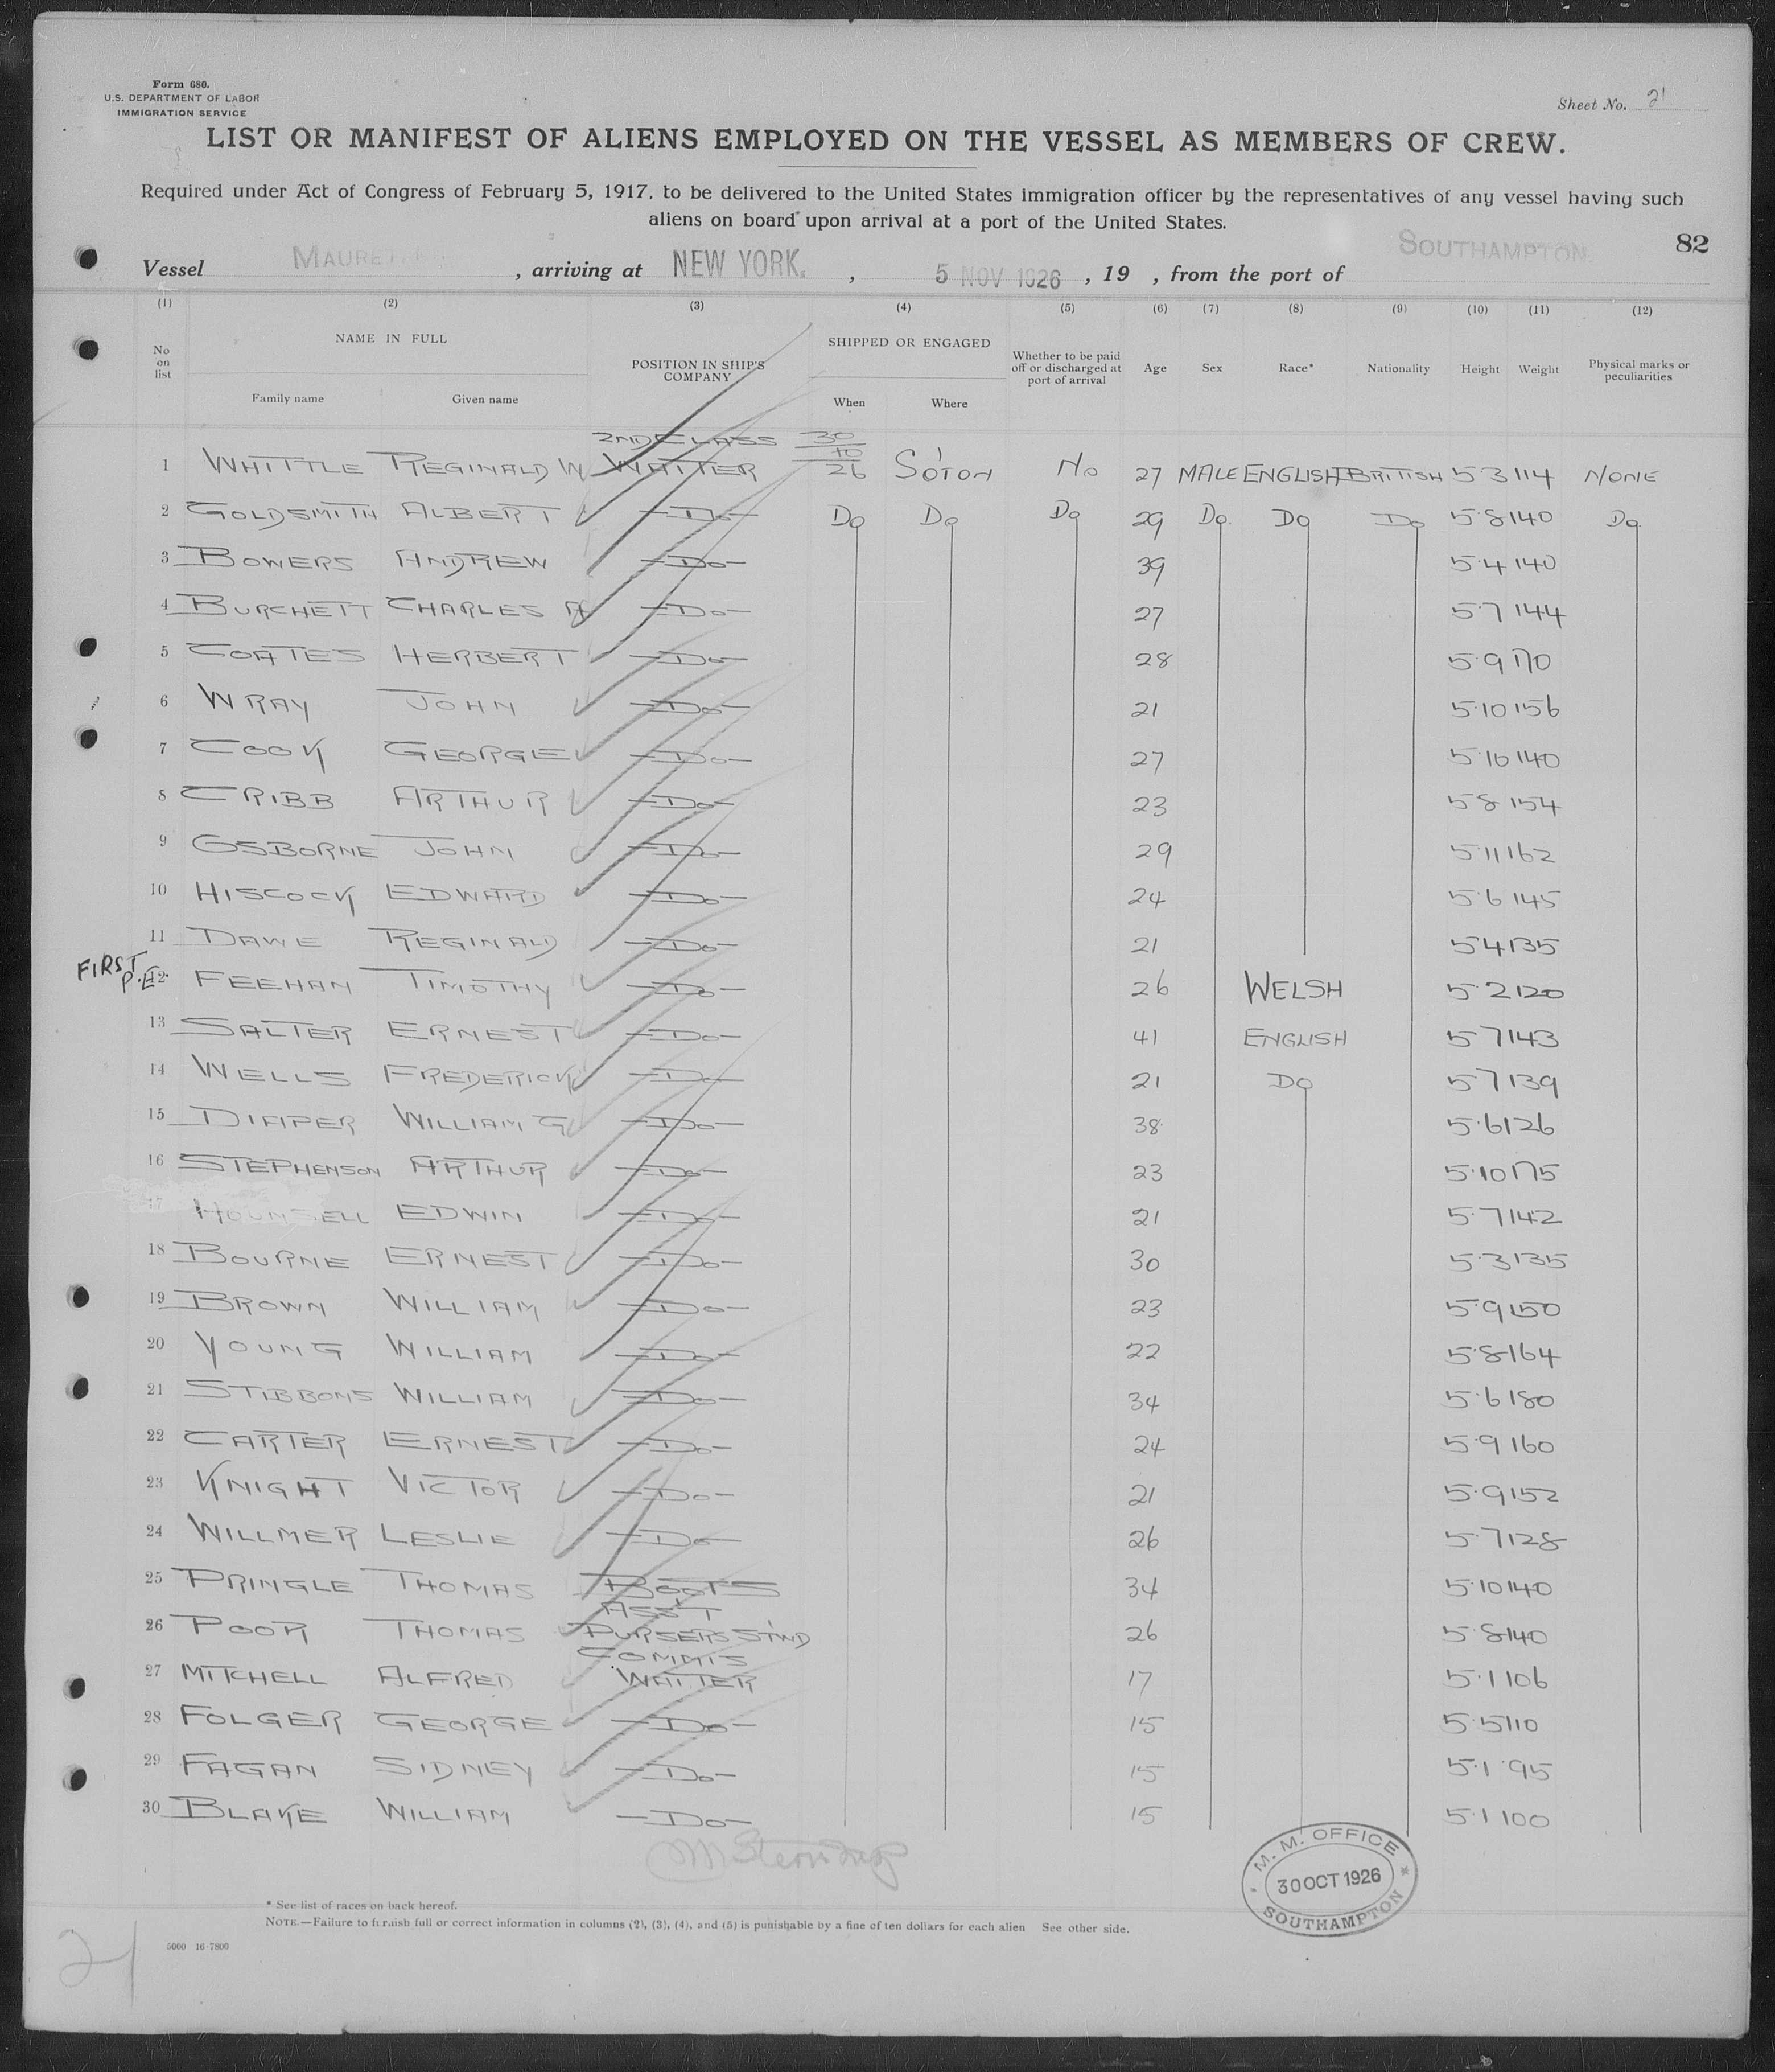 Form 680.
U.S. DEPARTMENT OF LABOR
IMMIGRATION SERVICE
Sheet No. 21
LIST OR MANIFEST OF ALIENS EMPLOYED ON THE VESSEL AS MEMBERS OF CREW.
Required under Act of Congress of February 5, 1917, to be delivered to the United States immigration officer by the representatives of any vessel having such
aliens on board upon arrival at a port of the United States.
82
Vessel , arriving at NEW YORK. , 5 NOV 1926 , 19 , from the port of SOUTHAMPTON.
(1) (2) (3) (4) (5) (6) (7) (8) (9) (10) (11) (12)
No on list NAME IN FULL Family name Given name POSITION IN SHIP'S COMPANY SHIPPED OR ENGAGED When Where Whether to be paid off or discharged at port of arrival Age Sex Race* Nationality Height Weight Physical marks or peculiarities
1 WHITTLE REGINALD W 2ND CLASS WAITER 30/10/26 So'ton No 27 MALE ENGLISH BRITISH 5 3 114 NONE
2 GOLDSMITH ALBERT -Do- Do Do Do 29 Do Do Do 5 8 140 Do
3 BOWERS ANDREW -Do- 39 5 4 140
4 BURCHETT CHARLES A -Do- 27 5 7 144
5 COATES HERBERT -Do- 28 5 9 170
6 WRAY JOHN -Do- 21 5·10 156
7 COOK GEORGE -Do- 27 5·10 140
8 CRIBB ARTHUR -Do- 23 5 8 154
9 OSBORNE JOHN -Do- 29 5 11 162
10 HISCOCK EDWARD -Do- 24 5·6 145
11 DAWE REGINALD -Do- 21 5 4 135
FIRST P.E.
12 FEEHAN TIMOTHY -Do- 26 WELSH 5 2 120
13 SALTER ERNEST -Do- 41 ENGLISH 5 7 143
14 WELLS FREDERICK -Do- 21 DO 5 7 139
15 DIAPER WILLIAM G -Do- 38 5·6 126
16 STEPHENSON ARTHUR -Do- 23 5·10 175
17 HOUNSELL EDWIN -Do- 21 5·7 142
18 BOURNE ERNEST -Do- 30 5·3 135
19 BROWN WILLIAM -Do- 23 5·9 150
20 YOUNG WILLIAM -Do- 22 5·8 164
21 STIBBONS WILLIAM -Do- 34 5·6 180
22 CARTER ERNEST -Do- 24 5·9 160
23 KNIGHT VICTOR -Do- 21 5·9 152
24 WILLMER LESLIE -Do- 26 5·7 128
25 PRINGLE THOMAS BOOTS 34 5·10 140
26 POOR THOMAS ASS'T PURSERS ST'WD 26 5·8 140
27 MITCHELL ALFRED COMMIS WAITER 17 5·1 106
28 FOLGER GEORGE -Do- 15 5·5 110
29 FAGAN SIDNEY -Do- 15 5·1 95
30 BLAKE WILLIAM -Do- 15 5·1 100
M. M. OFFICE
30 OCT 1926
SOUTHAMPTON
* See list of races on back hereof.
NOTE.—Failure to furnish full or correct information in columns (2), (3), (4), and (5) is punishable by a fine of ten dollars for each alien See other side.
5000 16-7800
21